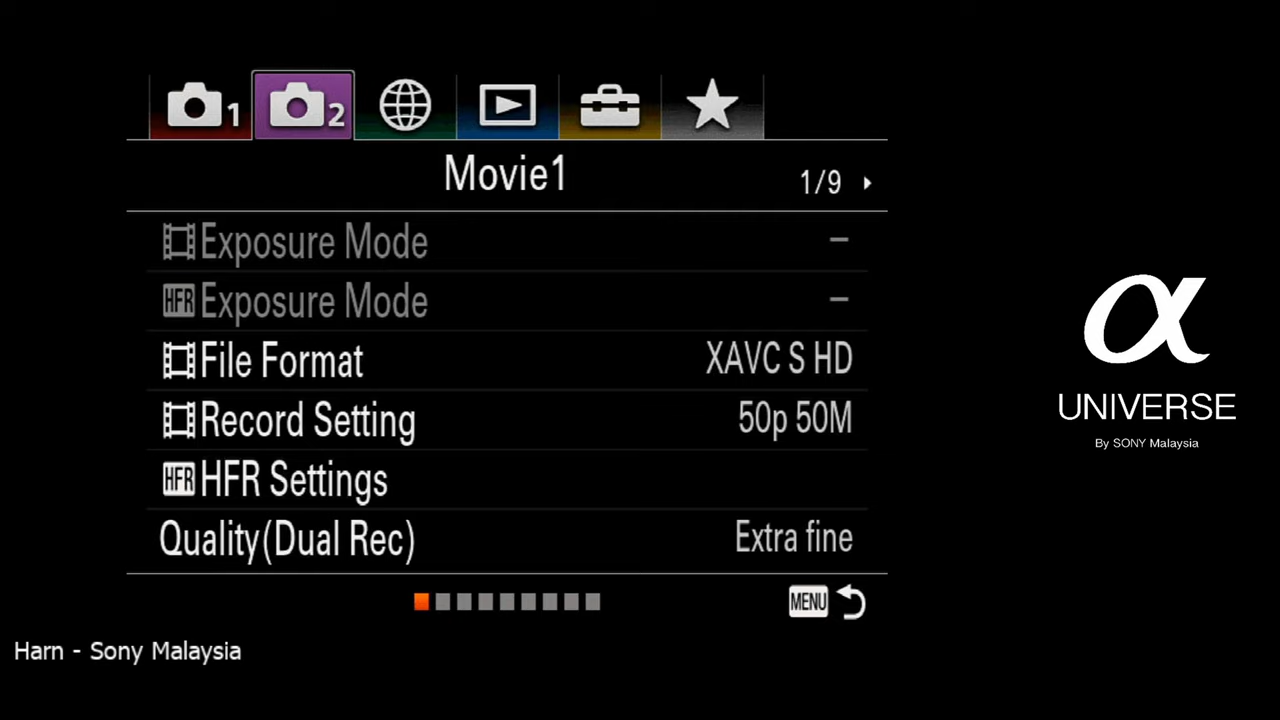 1
2
Movie1
1/9
Exposure Mode –
HFR Exposure Mode –
File Format XAVC S HD
Record Setting 50p 50M
HFR HFR Settings
Quality(Dual Rec) Extra fine
MENU
α
UNIVERSE
By SONY Malaysia
Harn - Sony Malaysia